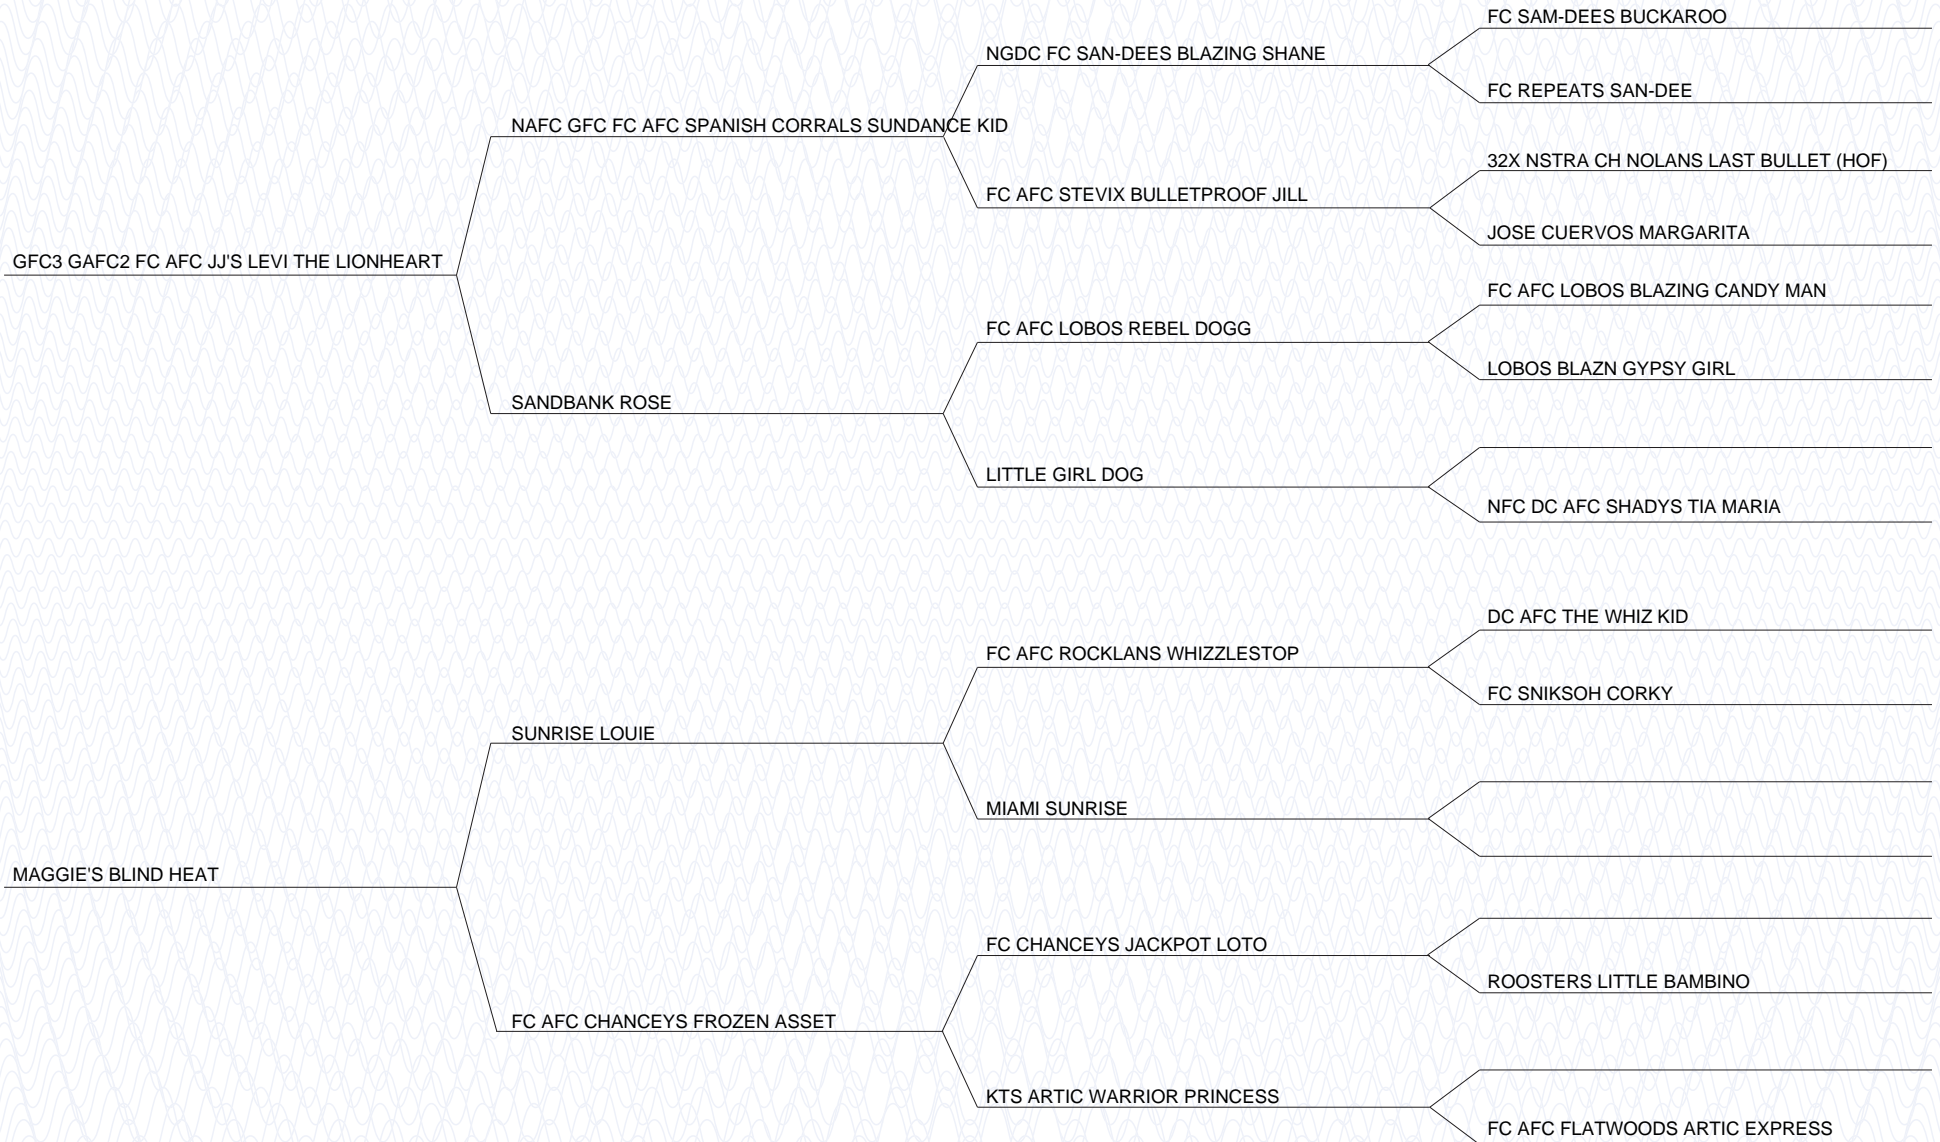 FC SAM-DEES BUCKAROO
NGDC FC SAN-DEES BLAZING SHANE
FC REPEATS SAN-DEE
NAFC GFC FC AFC SPANISH CORRALS SUNDANCE KID
32X NSTRA CH NOLANS LAST BULLET (HOF)
FC AFC STEVIX BULLETPROOF JILL
JOSE CUERVOS MARGARITA
GFC3 GAFC2 FC AFC JJ'S LEVI THE LIONHEART
FC AFC LOBOS BLAZING CANDY MAN
FC AFC LOBOS REBEL DOGG
LOBOS BLAZN GYPSY GIRL
SANDBANK ROSE
LITTLE GIRL DOG
NFC DC AFC SHADYS TIA MARIA
DC AFC THE WHIZ KID
FC AFC ROCKLANS WHIZZLESTOP
FC SNIKSOH CORKY
SUNRISE LOUIE
MIAMI SUNRISE
MAGGIE'S BLIND HEAT
FC CHANCEYS JACKPOT LOTO
ROOSTERS LITTLE BAMBINO
FC AFC CHANCEYS FROZEN ASSET
KTS ARTIC WARRIOR PRINCESS
FC AFC FLATWOODS ARTIC EXPRESS